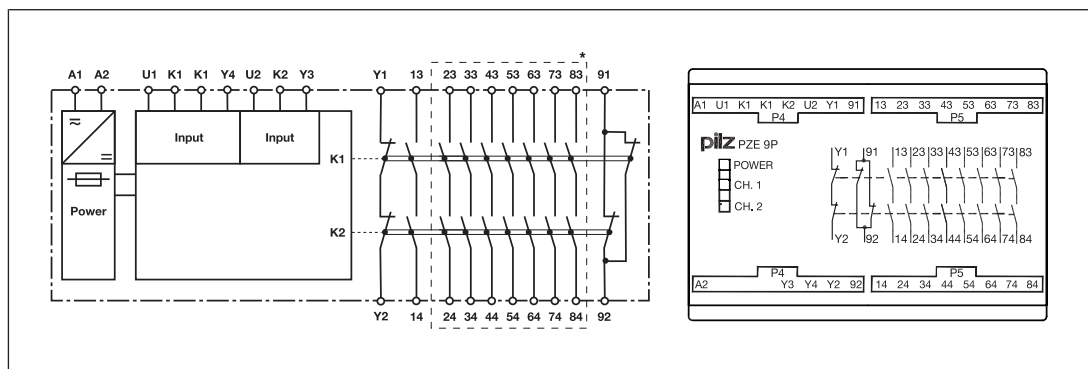 *
A1 A2 U1 K1 K1 Y4 U2 K2 Y3 Y1 13 23 33 43 53 63 73 83 91
Input Input
K1
Power
K2
Y2 14 24 34 44 54 64 74 84 92
A1 U1 K1 K1 K2 U2 Y1 91 13 23 33 43 53 63 73 83
P4 P5
pilz PZE 9P
POWER
CH. 1
CH. 2
Y1 91 13 23 33 43 53 63 73 83
Y2 92 14 24 34 44 54 64 74 84
P4 P5
A2 Y3 Y4 Y2 92 14 24 34 44 54 64 74 84